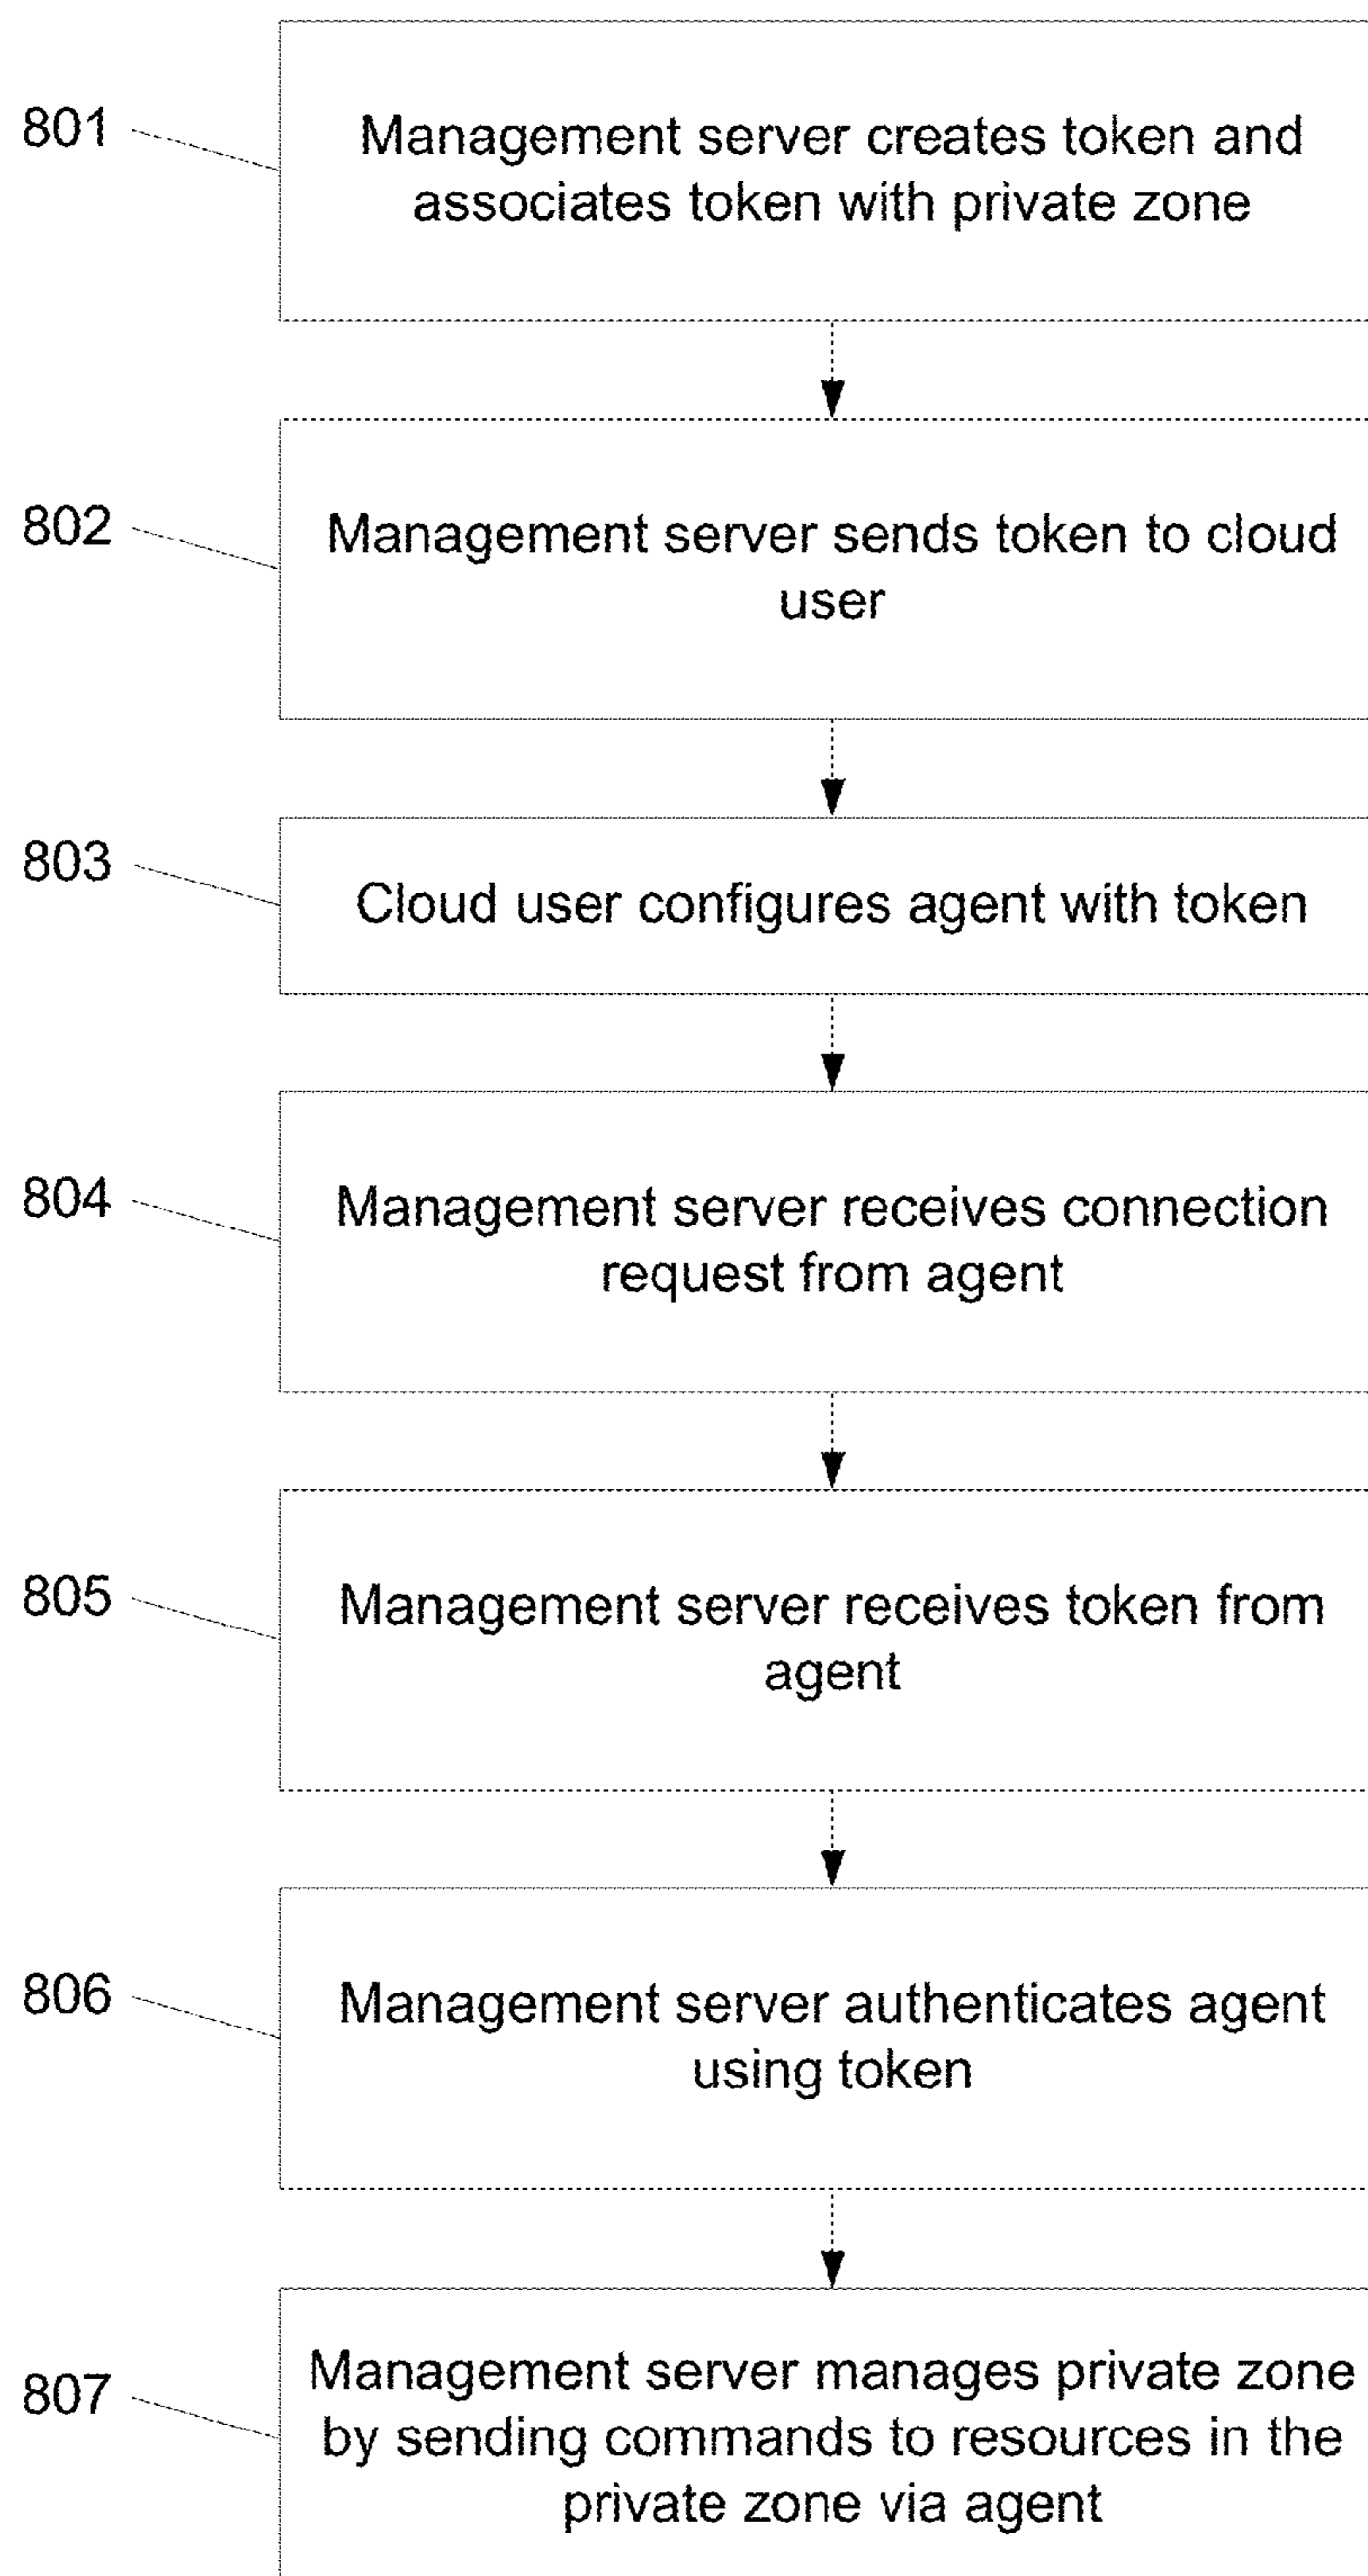 801
Management server creates token and
associates token with private zone
802
Management server sends token to cloud
user
803
Cloud user configures agent with token
804
Management server receives connection
request from agent
805
Management server receives token from
agent
806
Management server authenticates agent
using token
807
Management server manages private zone
by sending commands to resources in the
private zone via agent